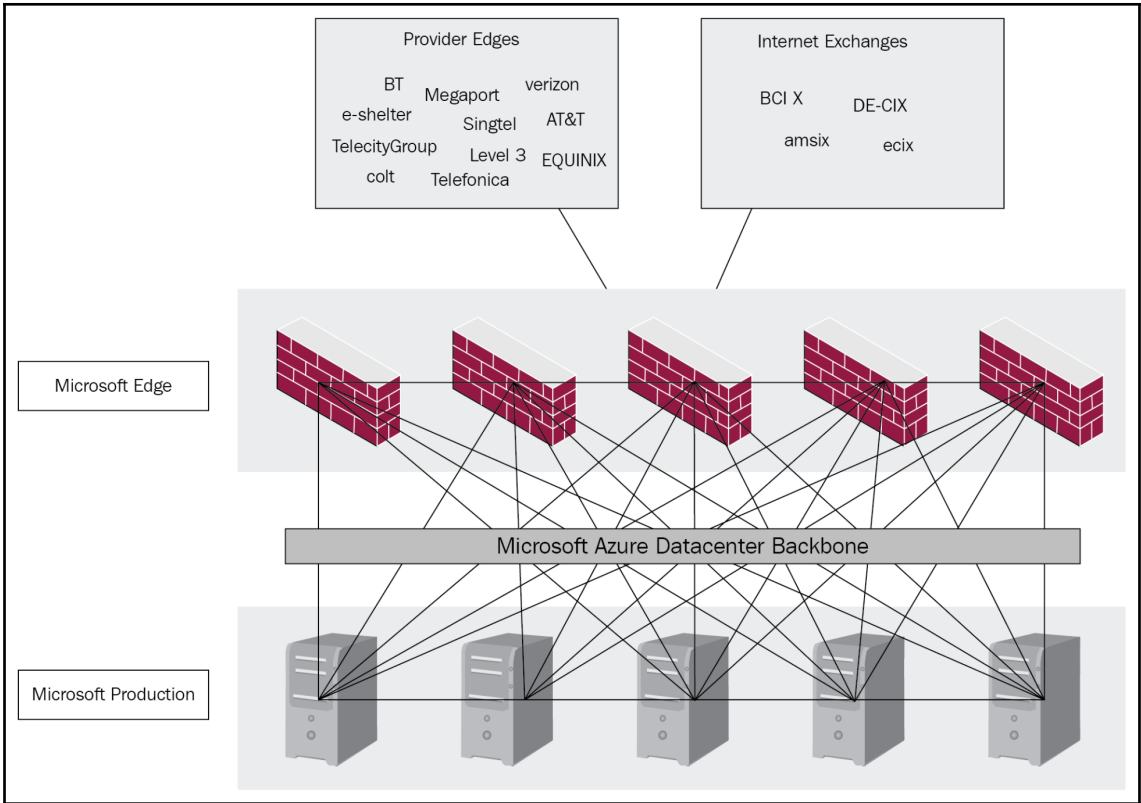 Provider Edges
BT
Megaport
verizon
e-shelter
Singtel
AT&T
TelecityGroup
Level 3
EQUINIX
colt
Telefonica
Internet Exchanges
BCI X
DE-CIX
amsix
ecix
Microsoft Edge
Microsoft Azure Datacenter Backbone
Microsoft Production